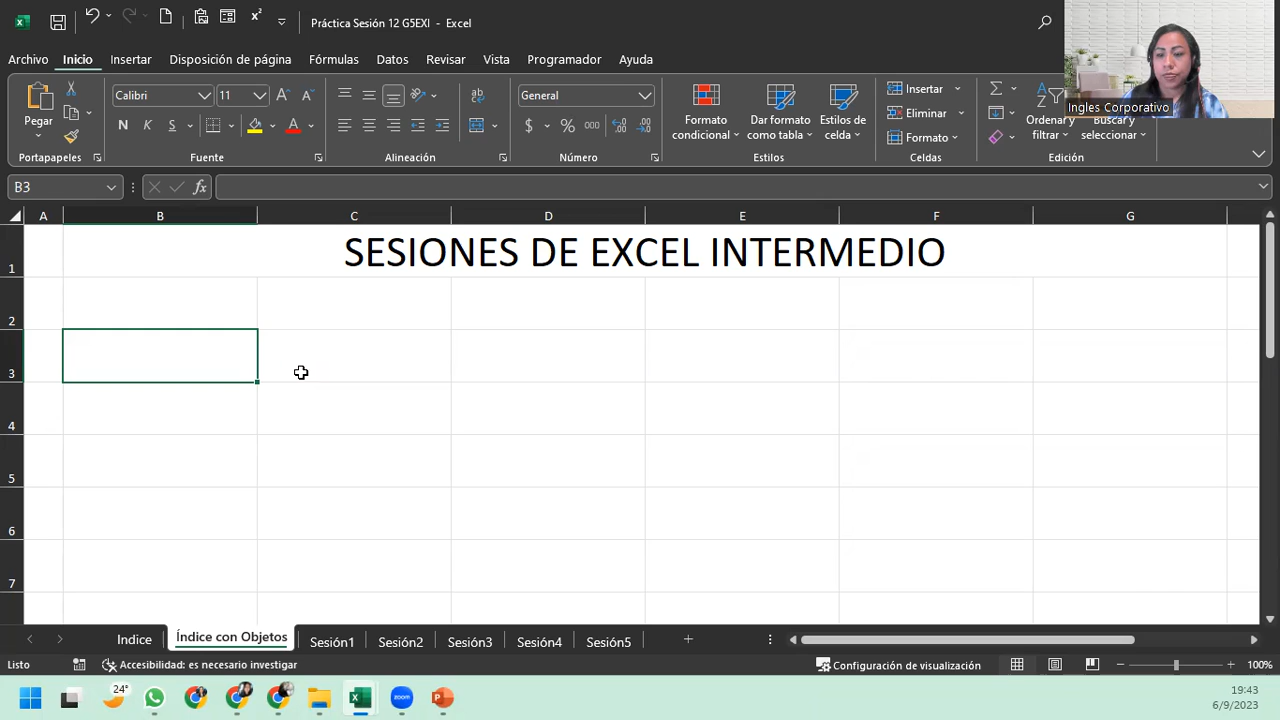 Práctica Sesión 12 G5EXI - Excel
Archivo Inicio Insertar Disposición de página Fórmulas Vista Ayuda
Calibri 11 General
Pegar
N K S
$ % 000
Formato condicional
Dar formato como tabla
Estilos de celda
Insertar
Eliminar
Formato
Ordenar y filtrar
Buscar y seleccionar
Portapapeles Fuente Alineación Número Estilos Celdas Edición
Ingles Corporativo
B3 fx
A B C D E F G
1 SESIONES DE EXCEL INTERMEDIO
2
3
4
5
6
7
Indice Índice con Objetos Sesión1 Sesión2 Sesión3 Sesión4 Sesión5
Listo Accesibilidad: es necesario investigar Configuración de visualización 100%
24° zoom
19:43
6/9/2023